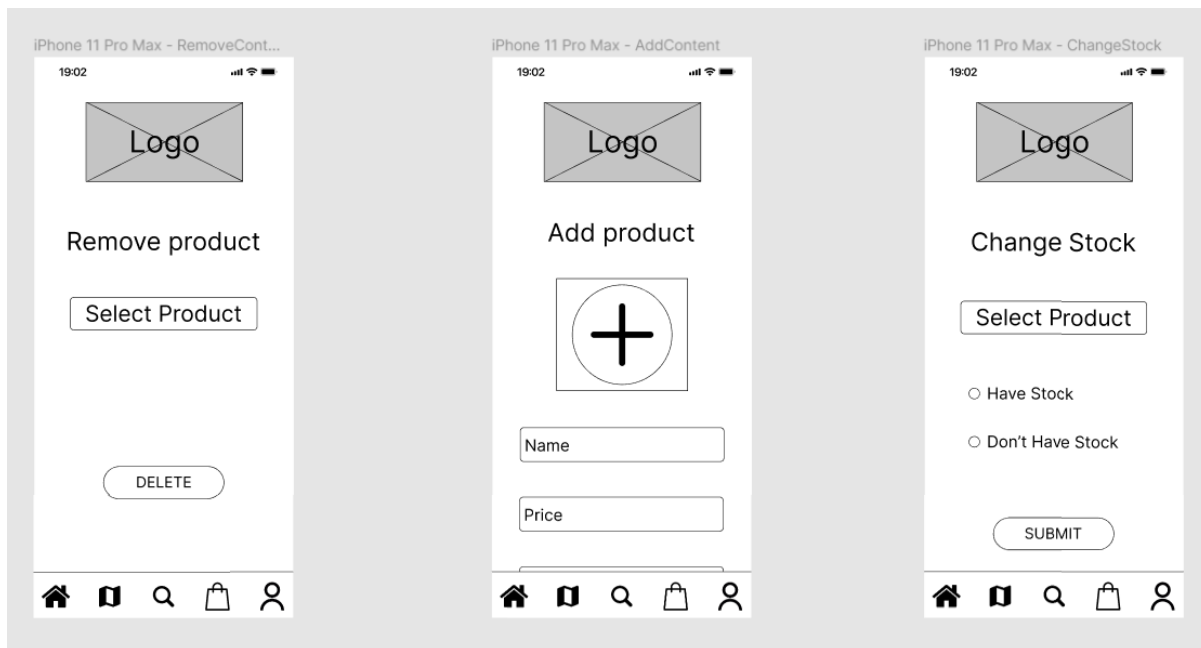 iPhone 11 Pro Max - RemoveCont...
19:02
Logo
Remove product
Select Product
DELETE
iPhone 11 Pro Max - AddContent
19:02
Logo
Add product
Name
Price
iPhone 11 Pro Max - ChangeStock
19:02
Logo
Change Stock
Select Product
Have Stock
Don't Have Stock
SUBMIT